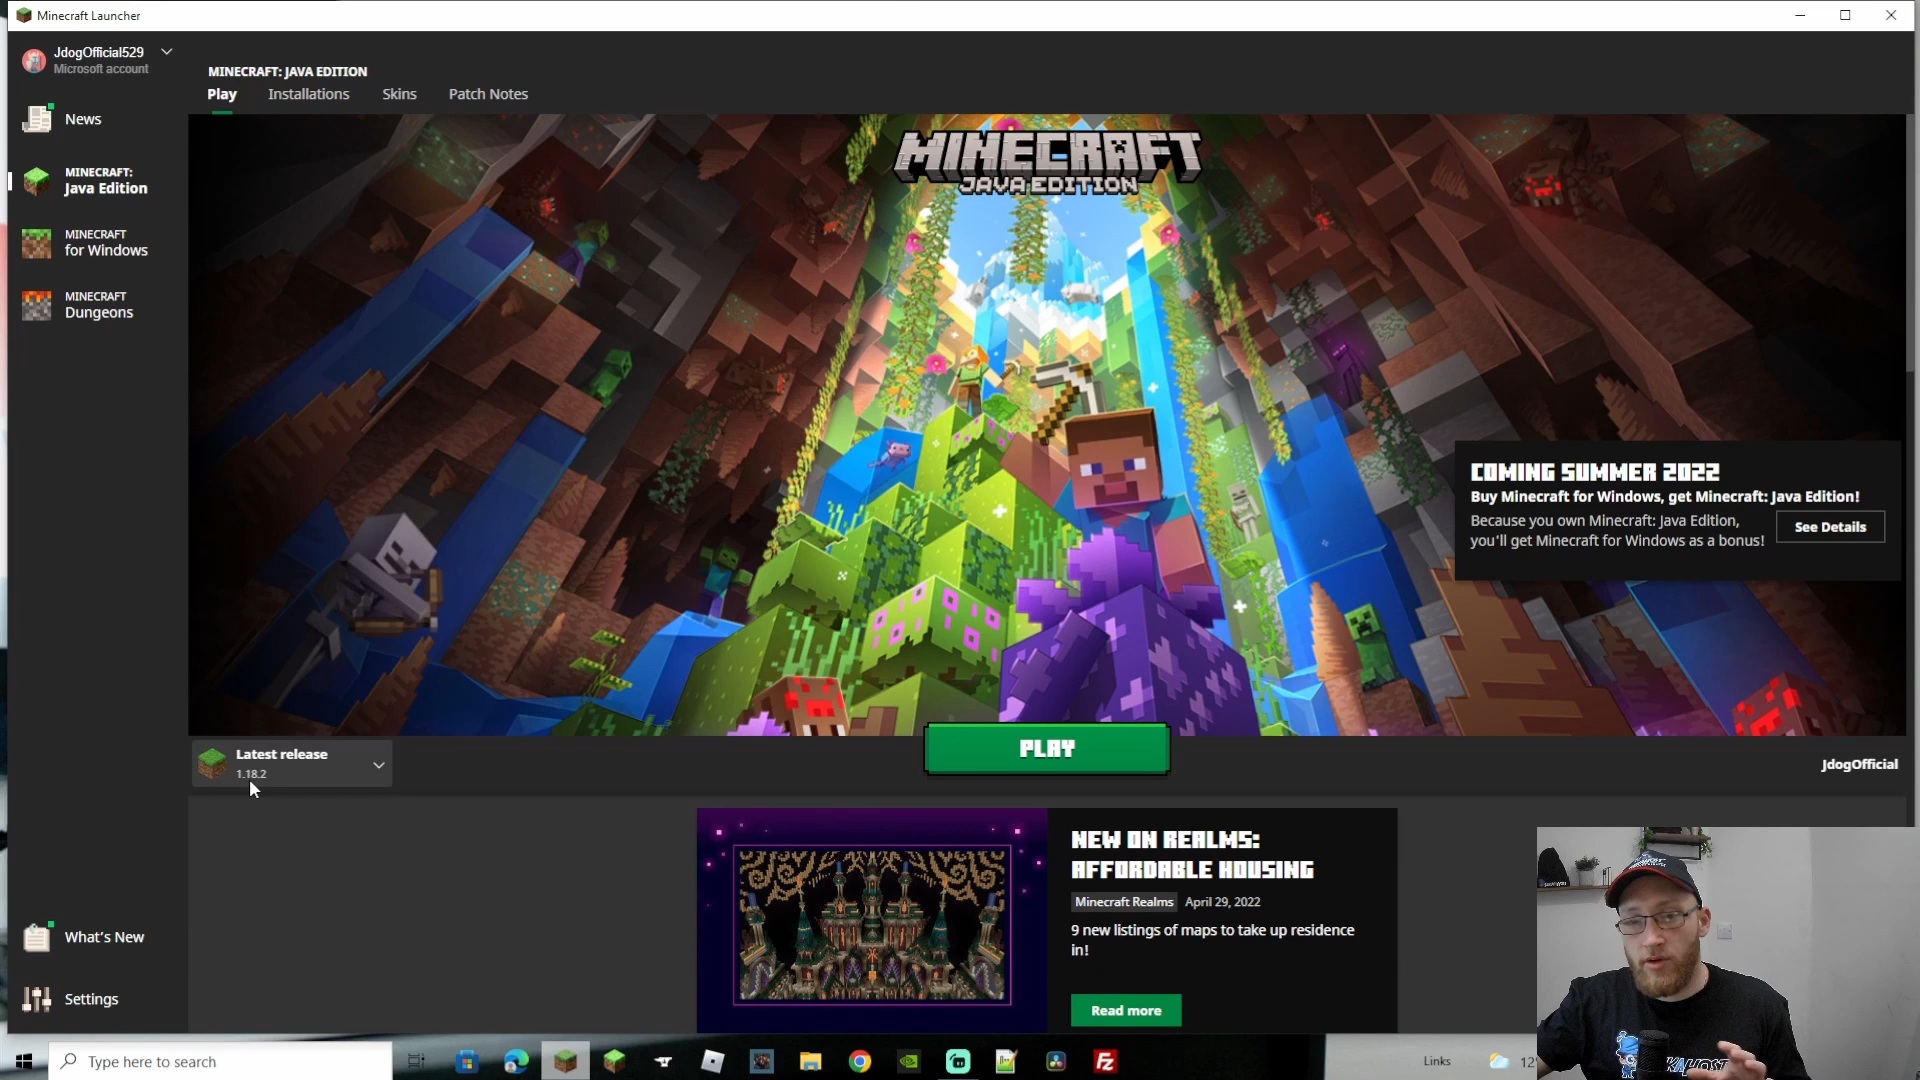 Minecraft Launcher
JdogOfficial529
Microsoft account
MINECRAFT: JAVA EDITION
Play
Installations
Skins
Patch Notes
News
MINECRAFT:
Java Edition
MINECRAFT
for Windows
MINECRAFT
Dungeons
MINECRAFT
JAVA EDITION
COMING SUMMER 2022
Buy Minecraft for Windows, get Minecraft: Java Edition!
Because you own Minecraft: Java Edition,
you'll get Minecraft for Windows as a bonus!
See Details
Latest release
1.18.2
PLAY
JdogOfficial
NEW ON REALMS:
AFFORDABLE HOUSING
Minecraft Realms
April 29, 2022
9 new listings of maps to take up residence
in!
Read more
What's New
Settings
Type here to search
Links